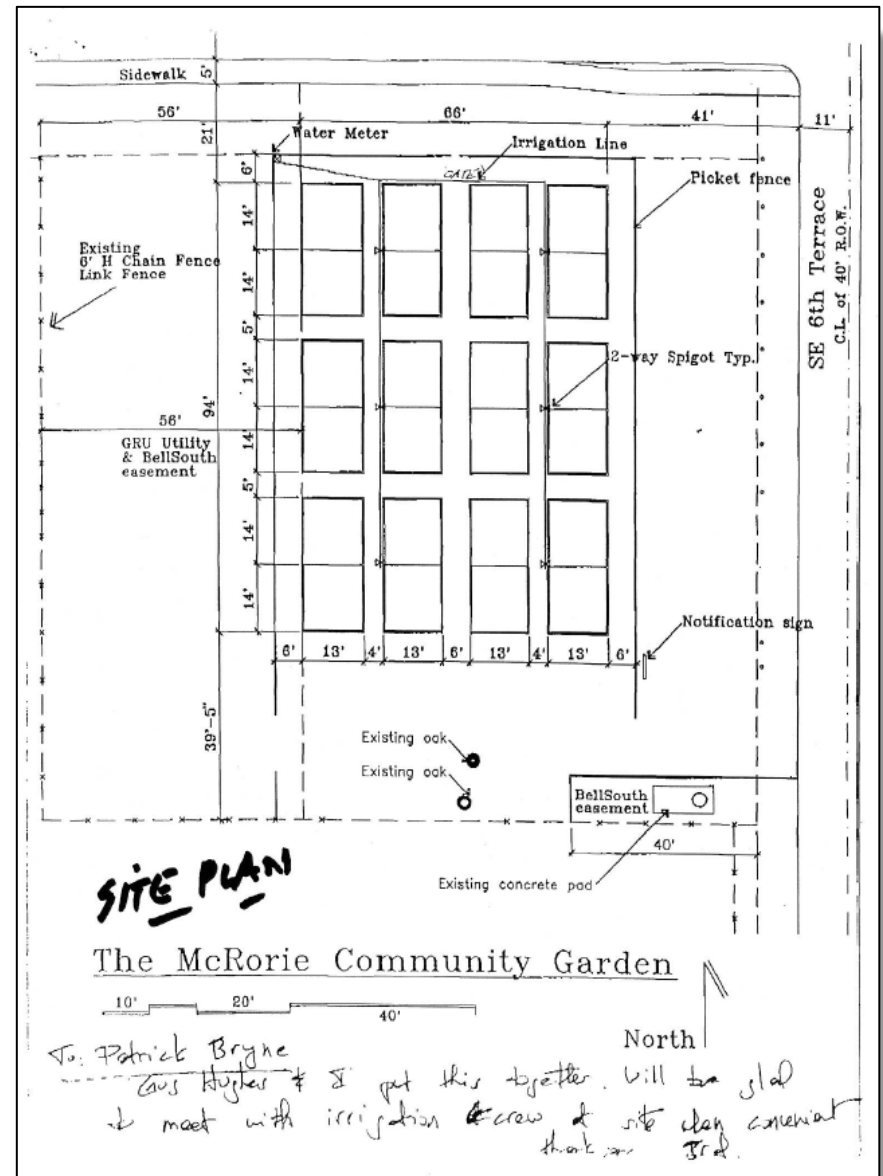 Sidewalk
5'
56'
66'
41'
11'
21'
Water Meter
Irrigation Line
6'
GATE
Picket fence
14'
SE 6th Terrace
C.L. of 40' R.O.W.
Existing
6' H Chain Fence
Link Fence
14'
5'
14'
2-way Spigot Typ.
94'
56'
GRU Utility
& BellSouth
easement
14'
5'
14'
14'
Notification sign
6' 13' 4' 13' 6' 13' 4' 13' 6'
39'-5"
Existing oak
Existing oak
BellSouth
easement
40'
Existing concrete pad
SITE PLAN
The McRorie Community Garden
10' 20' 40'
North
To: Patrick Bryne
Gus Hughes & I put this together. Will be glad
to meet with irrigation crew at site when convenient
thank you